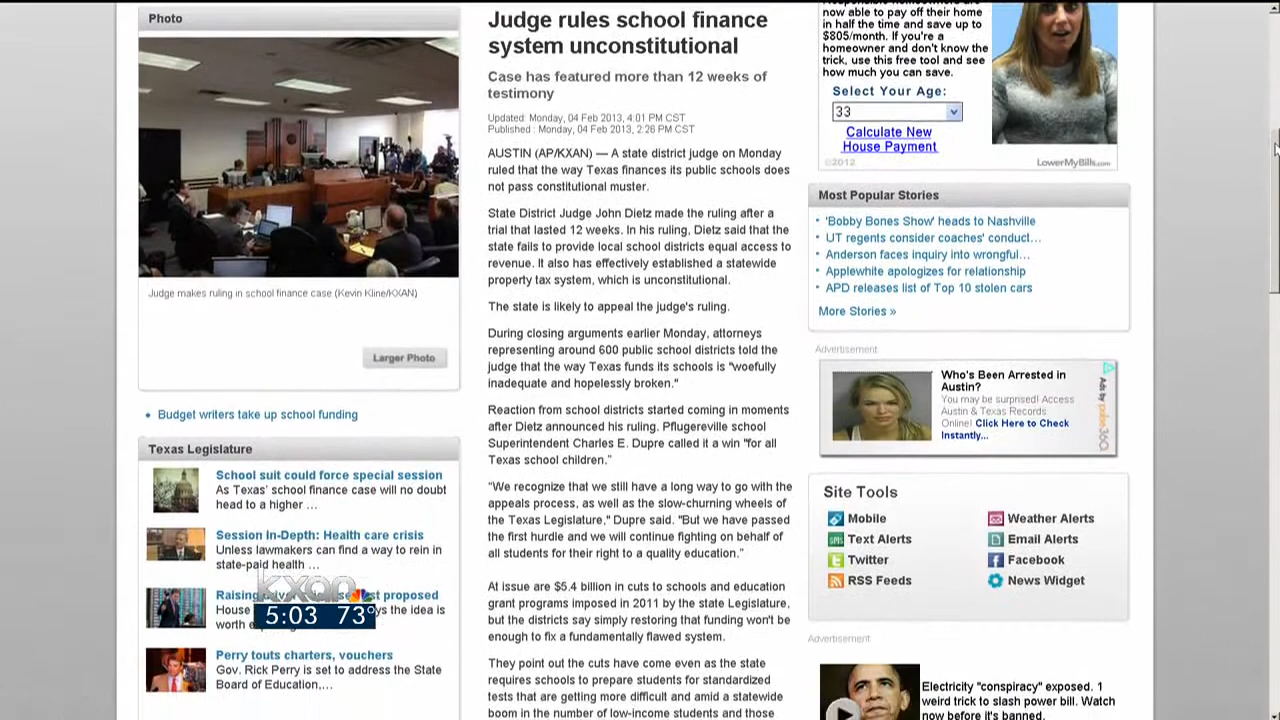 Photo
Judge makes ruling in school finance case (Kevin Kline/KXAN)
Larger Photo
Budget writers take up school funding
Texas Legislature
School suit could force special session
As Texas' school finance case will no doubt
head to a higher ...
Session In-Depth: Health care crisis
Unless lawmakers can find a way to rein in
state-paid health ...
proposed
House
ys the idea is
worth
Perry touts charters, vouchers
Gov. Rick Perry is set to address the State
Board of Education,...
kxan
5:03 73°
Judge rules school finance
system unconstitutional
Case has featured more than 12 weeks of
testimony
Updated: Monday, 04 Feb 2013, 4:01 PM CST
Published : Monday, 04 Feb 2013, 2:26 PM CST
AUSTIN (AP/KXAN) — A state district judge on Monday
ruled that the way Texas finances its public schools does
not pass constitutional muster.
State District Judge John Dietz made the ruling after a
trial that lasted 12 weeks. In his ruling, Dietz said that the
state fails to provide local school districts equal access to
revenue. It also has effectively established a statewide
property tax system, which is unconstitutional.
The state is likely to appeal the judge's ruling.
During closing arguments earlier Monday, attorneys
representing around 600 public school districts told the
judge that the way Texas funds its schools is "woefully
inadequate and hopelessly broken."
Reaction from school districts started coming in moments
after Dietz announced his ruling. Pflugereville school
Superintendent Charles E. Dupre called it a win "for all
Texas school children."
"We recognize that we still have a long way to go with the
appeals process, as well as the slow-churning wheels of
the Texas Legislature," Dupre said. "But we have passed
the first hurdle and we will continue fighting on behalf of
all students for their right to a quality education."
At issue are $5.4 billion in cuts to schools and education
grant programs imposed in 2011 by the state Legislature,
but the districts say simply restoring that funding won't be
enough to fix a fundamentally flawed system.
They point out the cuts have come even as the state
requires schools to prepare students for standardized
tests that are getting more difficult and amid a statewide
boom in the number of low-income students and those
now able to pay off their home
in half the time and save up to
$805/month. If you're a
homeowner and don't know the
trick, use this free tool and see
how much you can save.
Select Your Age:
33
Calculate New
House Payment
©2012
LowerMyBills.com
Most Popular Stories
'Bobby Bones Show' heads to Nashville
UT regents consider coaches' conduct...
Anderson faces inquiry into wrongful...
Applewhite apologizes for relationship
APD releases list of Top 10 stolen cars
More Stories »
Advertisement
Who's Been Arrested in
Austin?
You may be surprised! Access
Austin & Texas Records
Online! Click Here to Check
Instantly...
Ads by pulse360
Site Tools
Mobile
Weather Alerts
SMS Text Alerts
Email Alerts
Twitter
Facebook
RSS Feeds
News Widget
Advertisement
Electricity "conspiracy" exposed. 1
weird trick to slash power bill. Watch
now before it's banned.